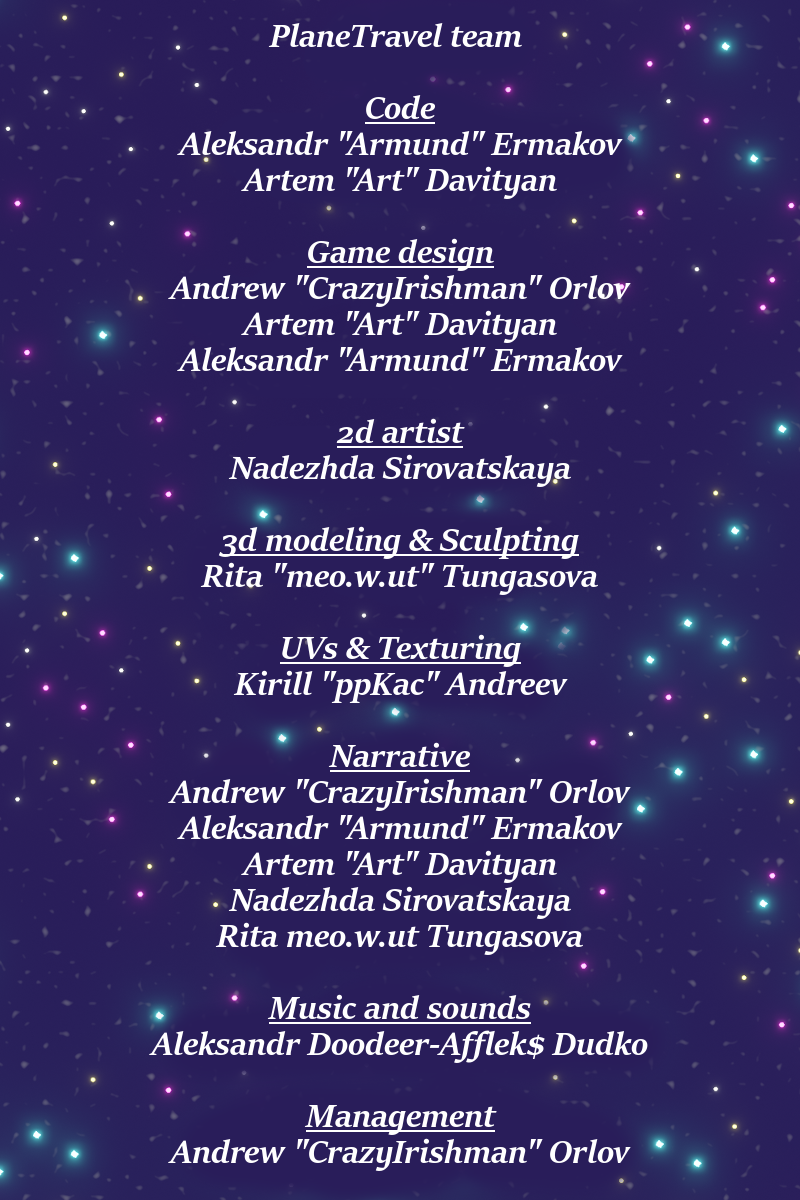 PlaneTravel team
Code
Aleksandr "Armund" Ermakov
Artem "Art" Davityan
Game design
Andrew "CrazyIrishman" Orlov
Artem "Art" Davityan
Aleksandr "Armund" Ermakov
2d artist
Nadezhda Sirovatskaya
3d modeling & Sculpting
Rita "meo.w.ut" Tungasova
UVs & Texturing
Kirill "ppKac" Andreev
Narrative
Andrew "CrazyIrishman" Orlov
Aleksandr "Armund" Ermakov
Artem "Art" Davityan
Nadezhda Sirovatskaya
Rita meo.w.ut Tungasova
Music and sounds
Aleksandr Doodeer-Afflek$ Dudko
Management
Andrew "CrazyIrishman" Orlov